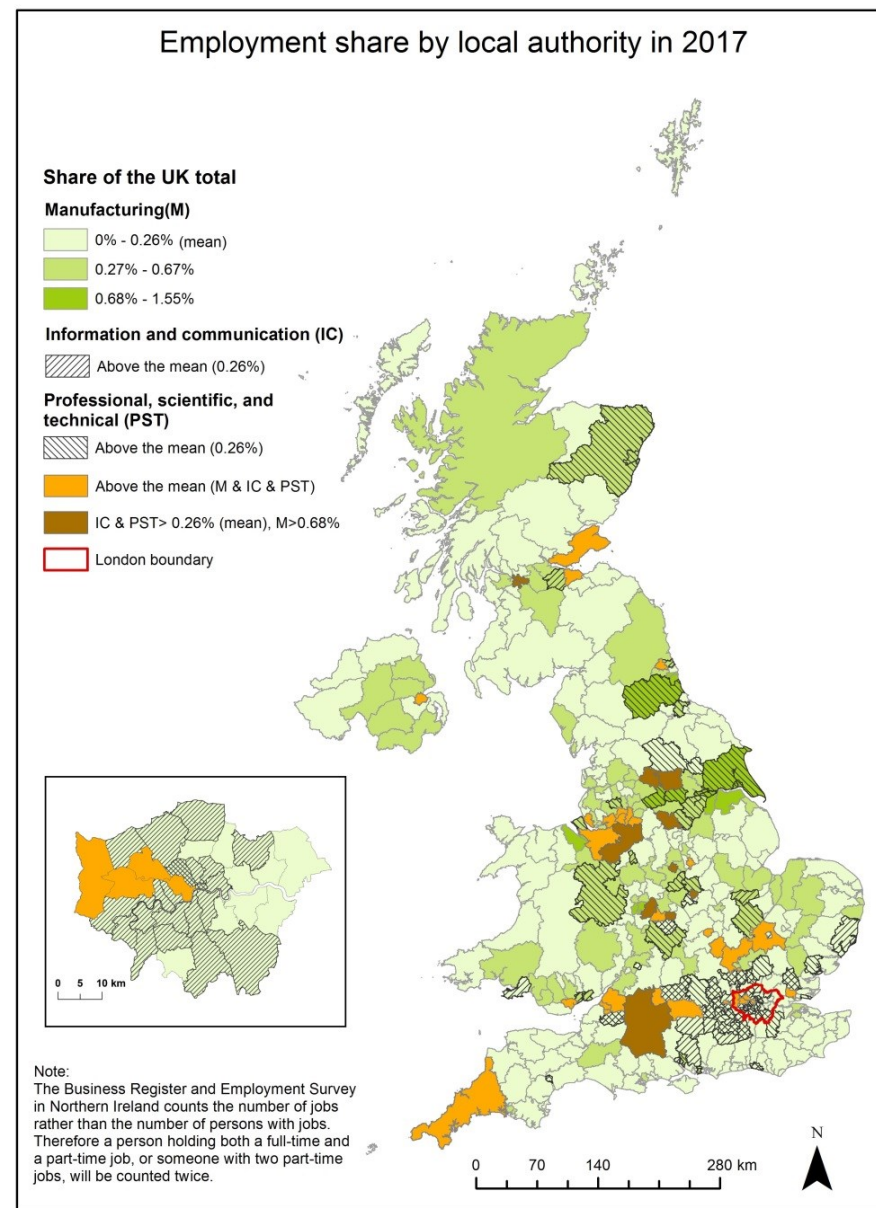 Employment share by local authority in 2017
Share of the UK total
Manufacturing(M)
0% - 0.26% (mean)
0.27% - 0.67%
0.68% - 1.55%
Information and communication (IC)
Above the mean (0.26%)
Professional, scientific, and
technical (PST)
Above the mean (0.26%)
Above the mean (M & IC & PST)
IC & PST> 0.26% (mean), M>0.68%
London boundary
0 5 10 km
Note:
The Business Register and Employment Survey
in Northern Ireland counts the number of jobs
rather than the number of persons with jobs.
Therefore a person holding both a full-time and
a part-time job, or someone with two part-time
jobs, will be counted twice.
N
0 70 140 280 km